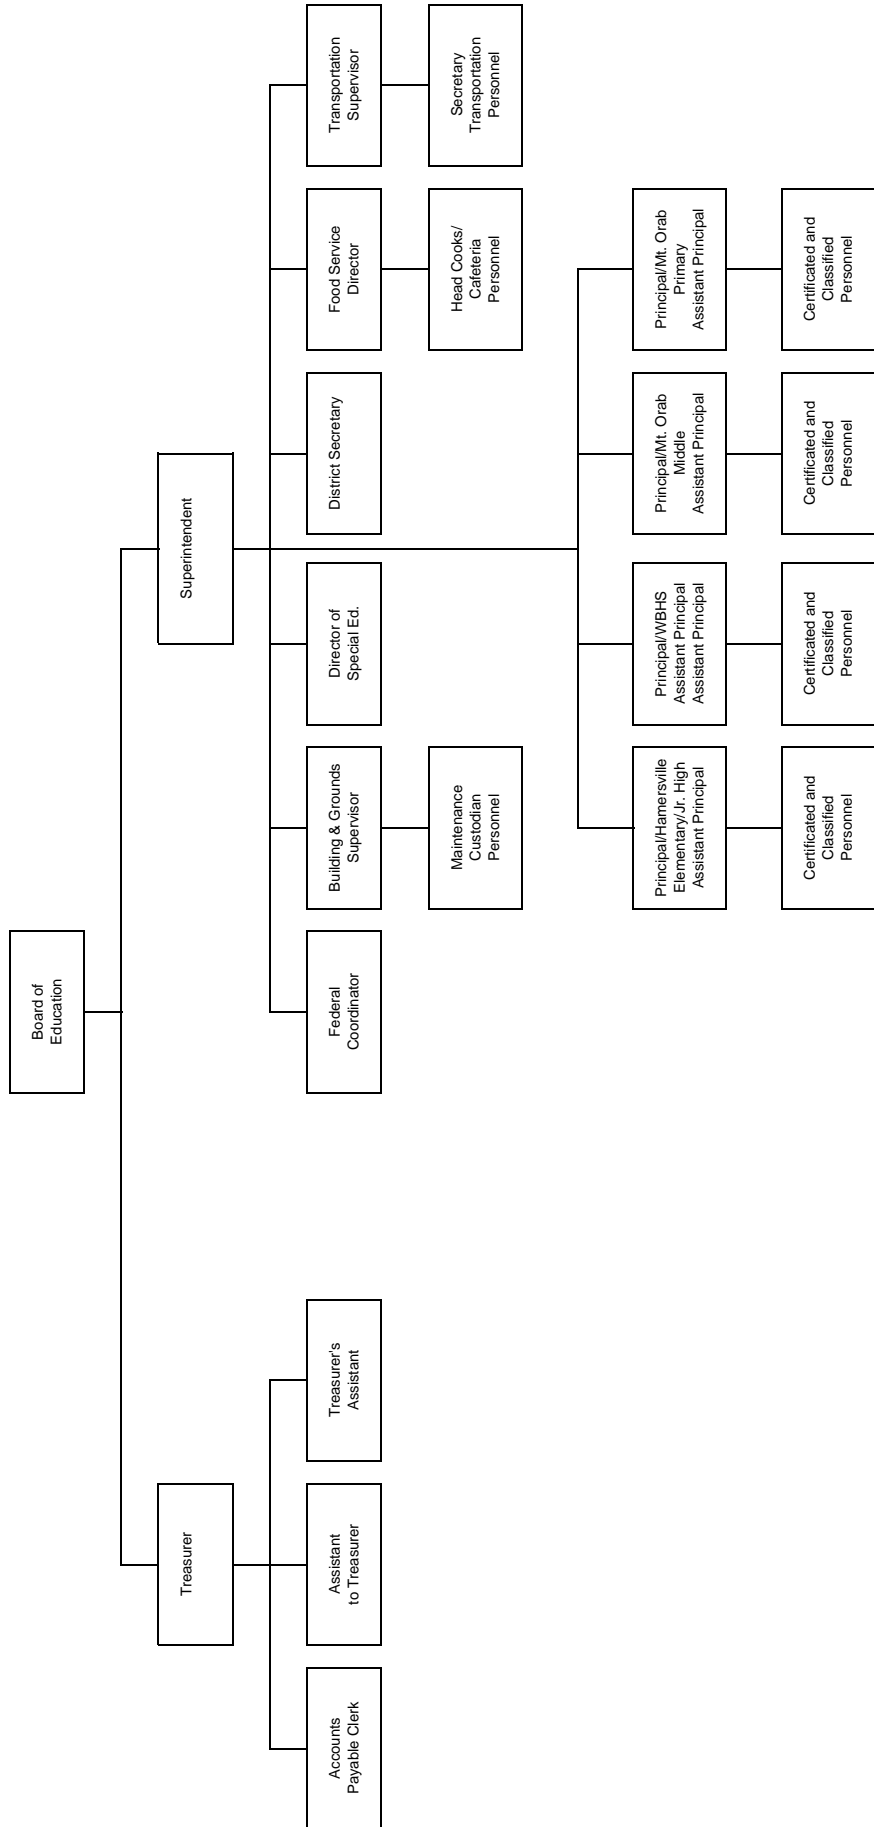 Board of
Education
Treasurer
Superintendent
Accounts
Payable Clerk
Assistant
to Treasurer
Treasurer's
Assistant
Federal
Coordinator
Building & Grounds
Supervisor
Director of
Special Ed.
District Secretary
Food Service
Director
Transportation
Supervisor
Maintenance
Custodian
Personnel
Head Cooks/
Cafeteria
Personnel
Secretary
Transportation
Personnel
Principal/Hamersville
Elementary/Jr. High
Assistant Principal
Principal/WBHS
Assistant Principal
Assistant Principal
Principal/Mt. Orab
Middle
Assistant Principal
Principal/Mt. Orab
Primary
Assistant Principal
Certificated and
Classified
Personnel
Certificated and
Classified
Personnel
Certificated and
Classified
Personnel
Certificated and
Classified
Personnel